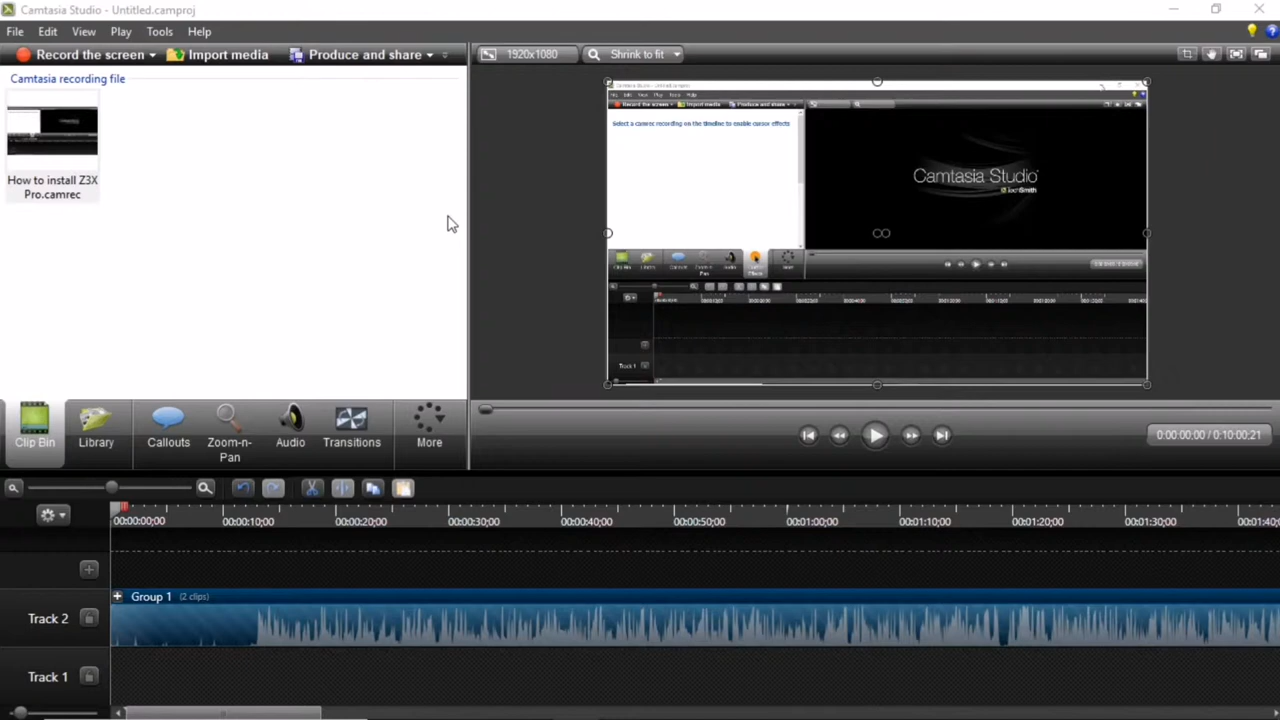 Camtasia Studio - Untitled.camproj
File Edit View Play Tools Help
Record the screen Import media Produce and share
1920x1080 Shrink to fit
Camtasia recording file
How to install Z3X
Pro.camrec
Select a camrec recording on the timeline to enable cursor effects
Camtasia Studio
TechSmith
Track 1
Clip Bin Library Callouts Zoom-n-
Pan Audio Transitions More
0:00:00;00 / 0:10:00;21
00:00:00;00 00:00:10;00 00:00:20;00 00:00:30;00 00:00:40;00 00:00:50;00 00:01:00;00 00:01:10;00 00:01:20;00 00:01:30;00
Group 1 (2 clips)
Track 2
Track 1